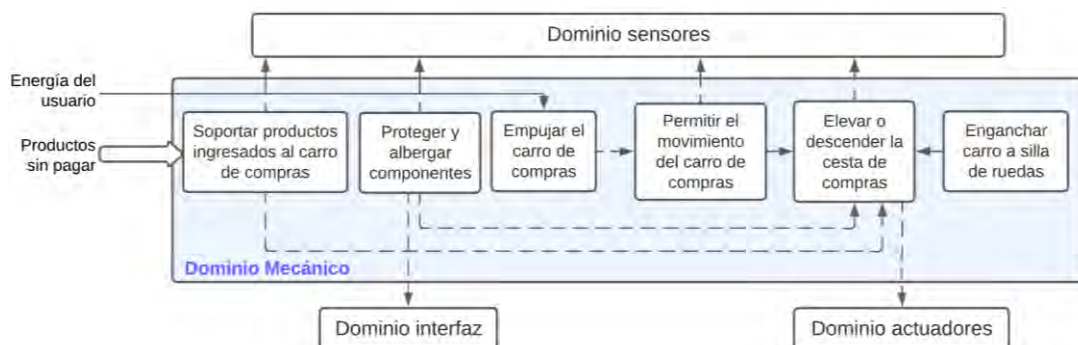 Dominio sensores
Energía del
usuario
Productos
sin pagar
Soportar productos
ingresados al carro
de compras
Proteger y
albergar
componentes
Empujar el
carro de
compras
Permitir el
movimiento
del carro de
compras
Elevar o
descender la
cesta de
compras
Enganchar
carro a silla
de ruedas
Dominio Mecánico
Dominio interfaz
Dominio actuadores